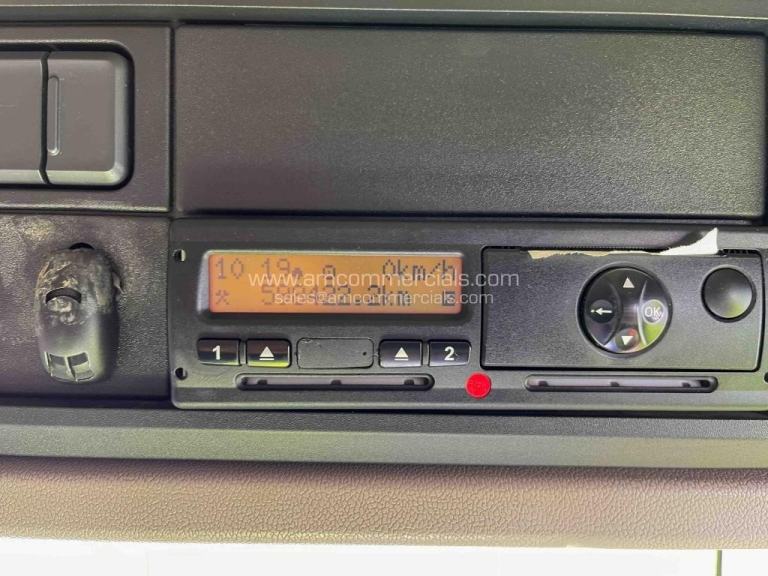 10 19 0km/h
www.amcommercials.com
sales@amcommercials.com
1
2
OK